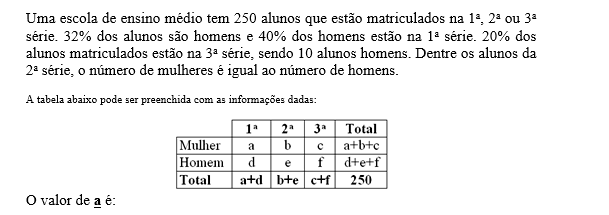 Uma escola de ensino médio tem 250 alunos que estão matriculados na 1ª, 2ª ou 3ª
série. 32% dos alunos são homens e 40% dos homens estão na 1ª série. 20% dos
alunos matriculados estão na 3ª série, sendo 10 alunos homens. Dentre os alunos da
2ª série, o número de mulheres é igual ao número de homens.
A tabela abaixo pode ser preenchida com as informações dadas:
1ª 2ª 3ª Total
Mulher a b c a+b+c
Homem d e f d+e+f
Total a+d b+e c+f 250
O valor de a é: